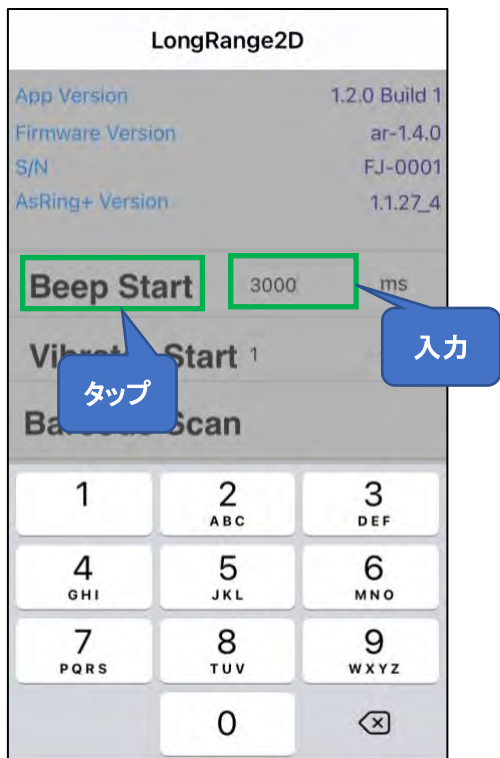 LongRange2D
App Version 1.2.0 Build 1
Firmware Version ar-1.4.0
S/N FJ-0001
AsRing+ Version 1.1.27_4
Beep Start 3000 ms
入力
Start 1
タップ
Scan
1
2 ABC
3 DEF
4 GHI
5 JKL
6 MNO
7 PQRS
8 TUV
9 WXYZ
0